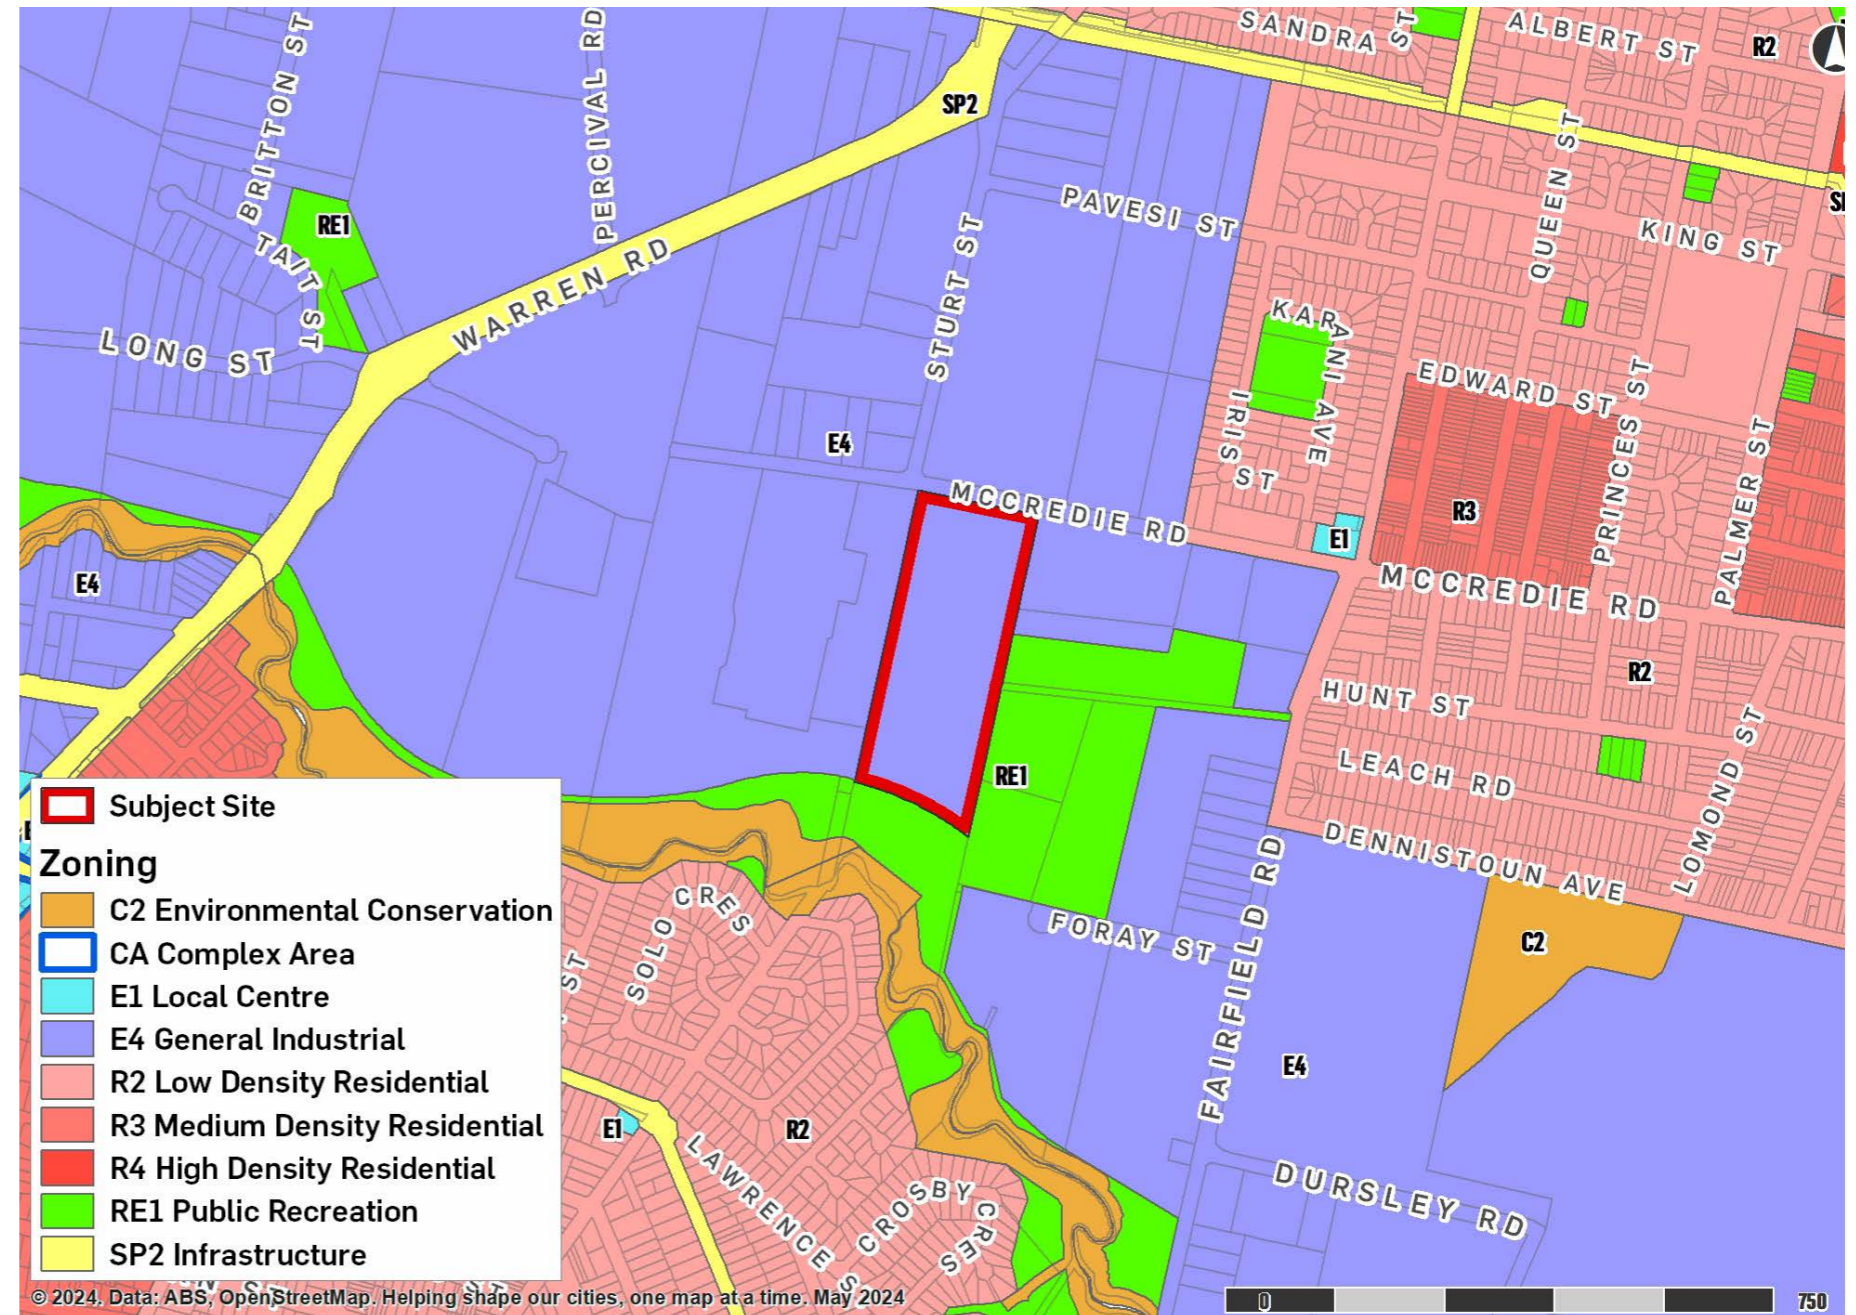 BRITTON ST
PERCIVAL RD
SANDRA ST
ALBERT ST
R2
SP2
QUEEN ST
PAVESI ST
KING ST
RE1
TAIT ST
WARREN RD
STURT ST
LONG ST
KARANI AVE
IRIS ST
EDWARD ST
PRINCES ST
PALMER ST
E4
MCCREDIE RD
E1
R3
E4
MCCREDIE RD
R2
HUNT ST
LEACH RD
LOMOND ST
RE1
DENNISTOUN AVE
FORAY ST
FAIRFIELD RD
C2
E4
SOLO CRES
ST
E1
R2
LAWRENCE S
CROSBY CRES
DURSLEY RD
Subject Site
Zoning
C2 Environmental Conservation
CA Complex Area
E1 Local Centre
E4 General Industrial
R2 Low Density Residential
R3 Medium Density Residential
R4 High Density Residential
RE1 Public Recreation
SP2 Infrastructure
© 2024. Data: ABS, OpenStreetMap. Helping shape our cities, one map at a time. May 2024
0
750